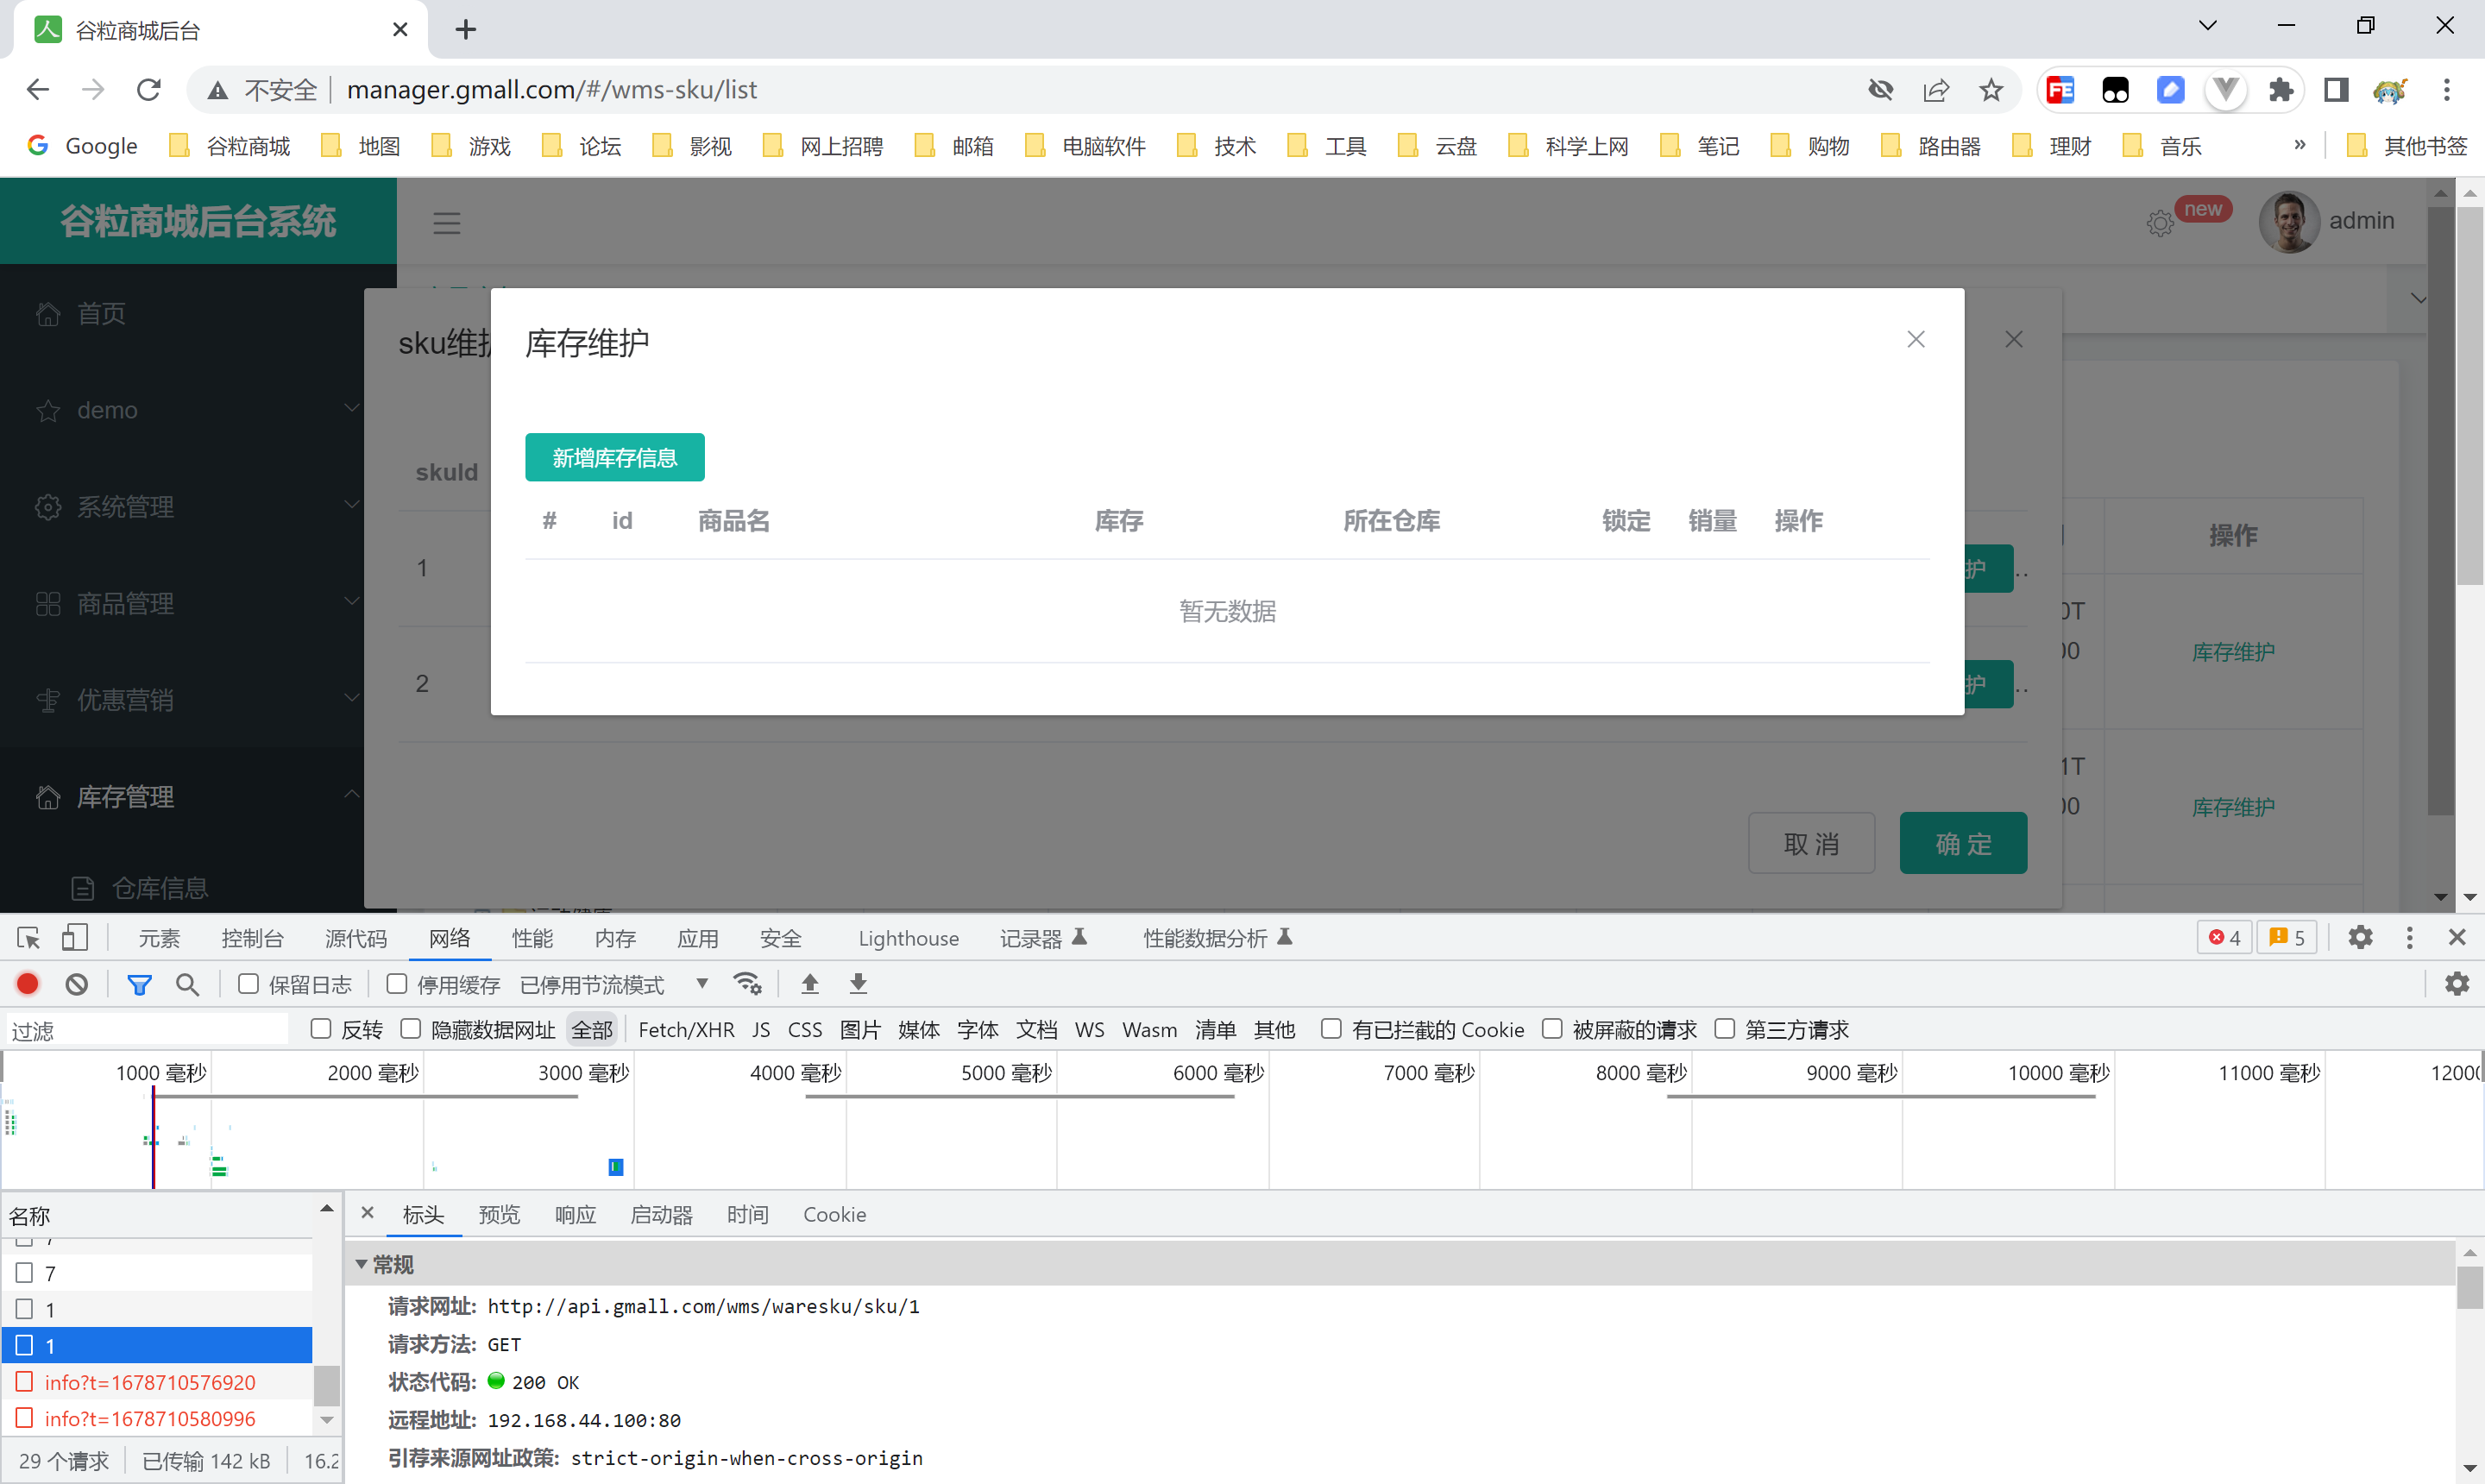 谷粒商城后台
不安全 manager.gmall.com/#/wms-sku/list
Google 谷粒商城 地图 游戏 论坛 影视 网上招聘 邮箱 电脑软件 技术 工具 云盘 科学上网 笔记 购物 路由器 理财 音乐 » 其他书签
谷粒商城后台系统 new admin
首页
demo
系统管理
商品管理
优惠营销
库存管理
仓库信息
sku维护
skuId
1
2
护 ..
护 ..
取 消 确 定
库存维护
新增库存信息
# id 商品名 库存 所在仓库 锁定 销量 操作
暂无数据
操作
0T
00 库存维护
1T
00 库存维护
元素 控制台 源代码 网络 性能 内存 应用 安全 Lighthouse 记录器 性能数据分析 4 5
保留日志 停用缓存 已停用节流模式
过滤 反转 隐藏数据网址 全部 Fetch/XHR JS CSS 图片 媒体 字体 文档 WS Wasm 清单 其他 有已拦截的 Cookie 被屏蔽的请求 第三方请求
1000 毫秒 2000 毫秒 3000 毫秒 4000 毫秒 5000 毫秒 6000 毫秒 7000 毫秒 8000 毫秒 9000 毫秒 10000 毫秒 11000 毫秒 1200
名称
7
7
1
1
info?t=1678710576920
info?t=1678710580996
29 个请求 已传输 142 kB 16.2
标头 预览 响应 启动器 时间 Cookie
常规
请求网址: http://api.gmall.com/wms/waresku/sku/1
请求方法: GET
状态代码: 200 OK
远程地址: 192.168.44.100:80
引荐来源网址政策: strict-origin-when-cross-origin